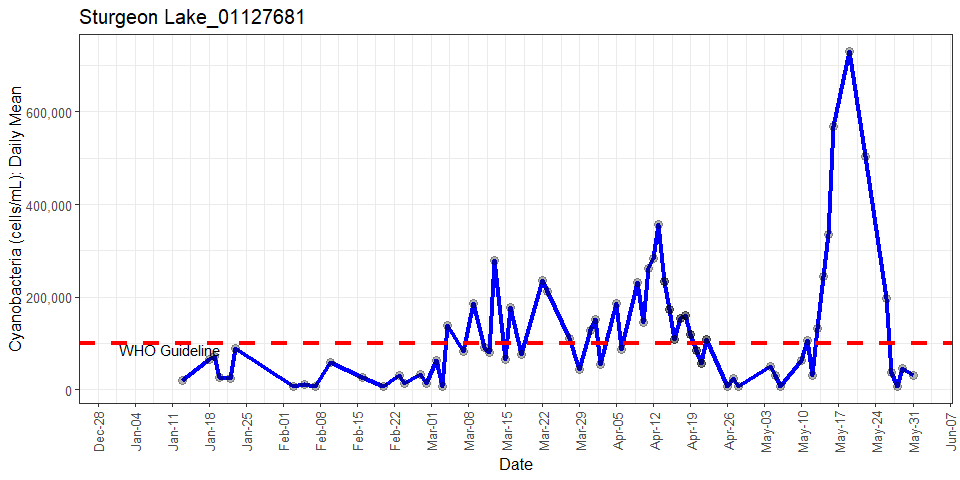 Sturgeon Lake_01127681
Cyanobacteria (cells/mL): Daily Mean
600,000
400,000
200,000
0
WHO Guideline
Dec-28
Jan-04
Jan-11
Jan-18
Jan-25
Feb-01
Feb-08
Feb-15
Feb-22
Mar-01
Mar-08
Mar-15
Mar-22
Mar-29
Apr-05
Apr-12
Apr-19
Apr-26
May-03
May-10
May-17
May-24
May-31
Jun-07
Date